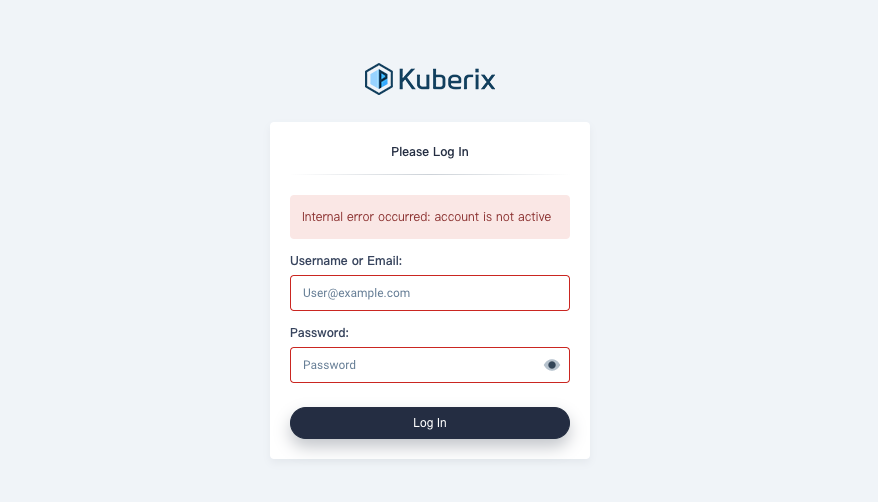 Kuberix
Please Log In
Internal error occurred: account is not active
Username or Email:
User@example.com
Password:
Password
Log In